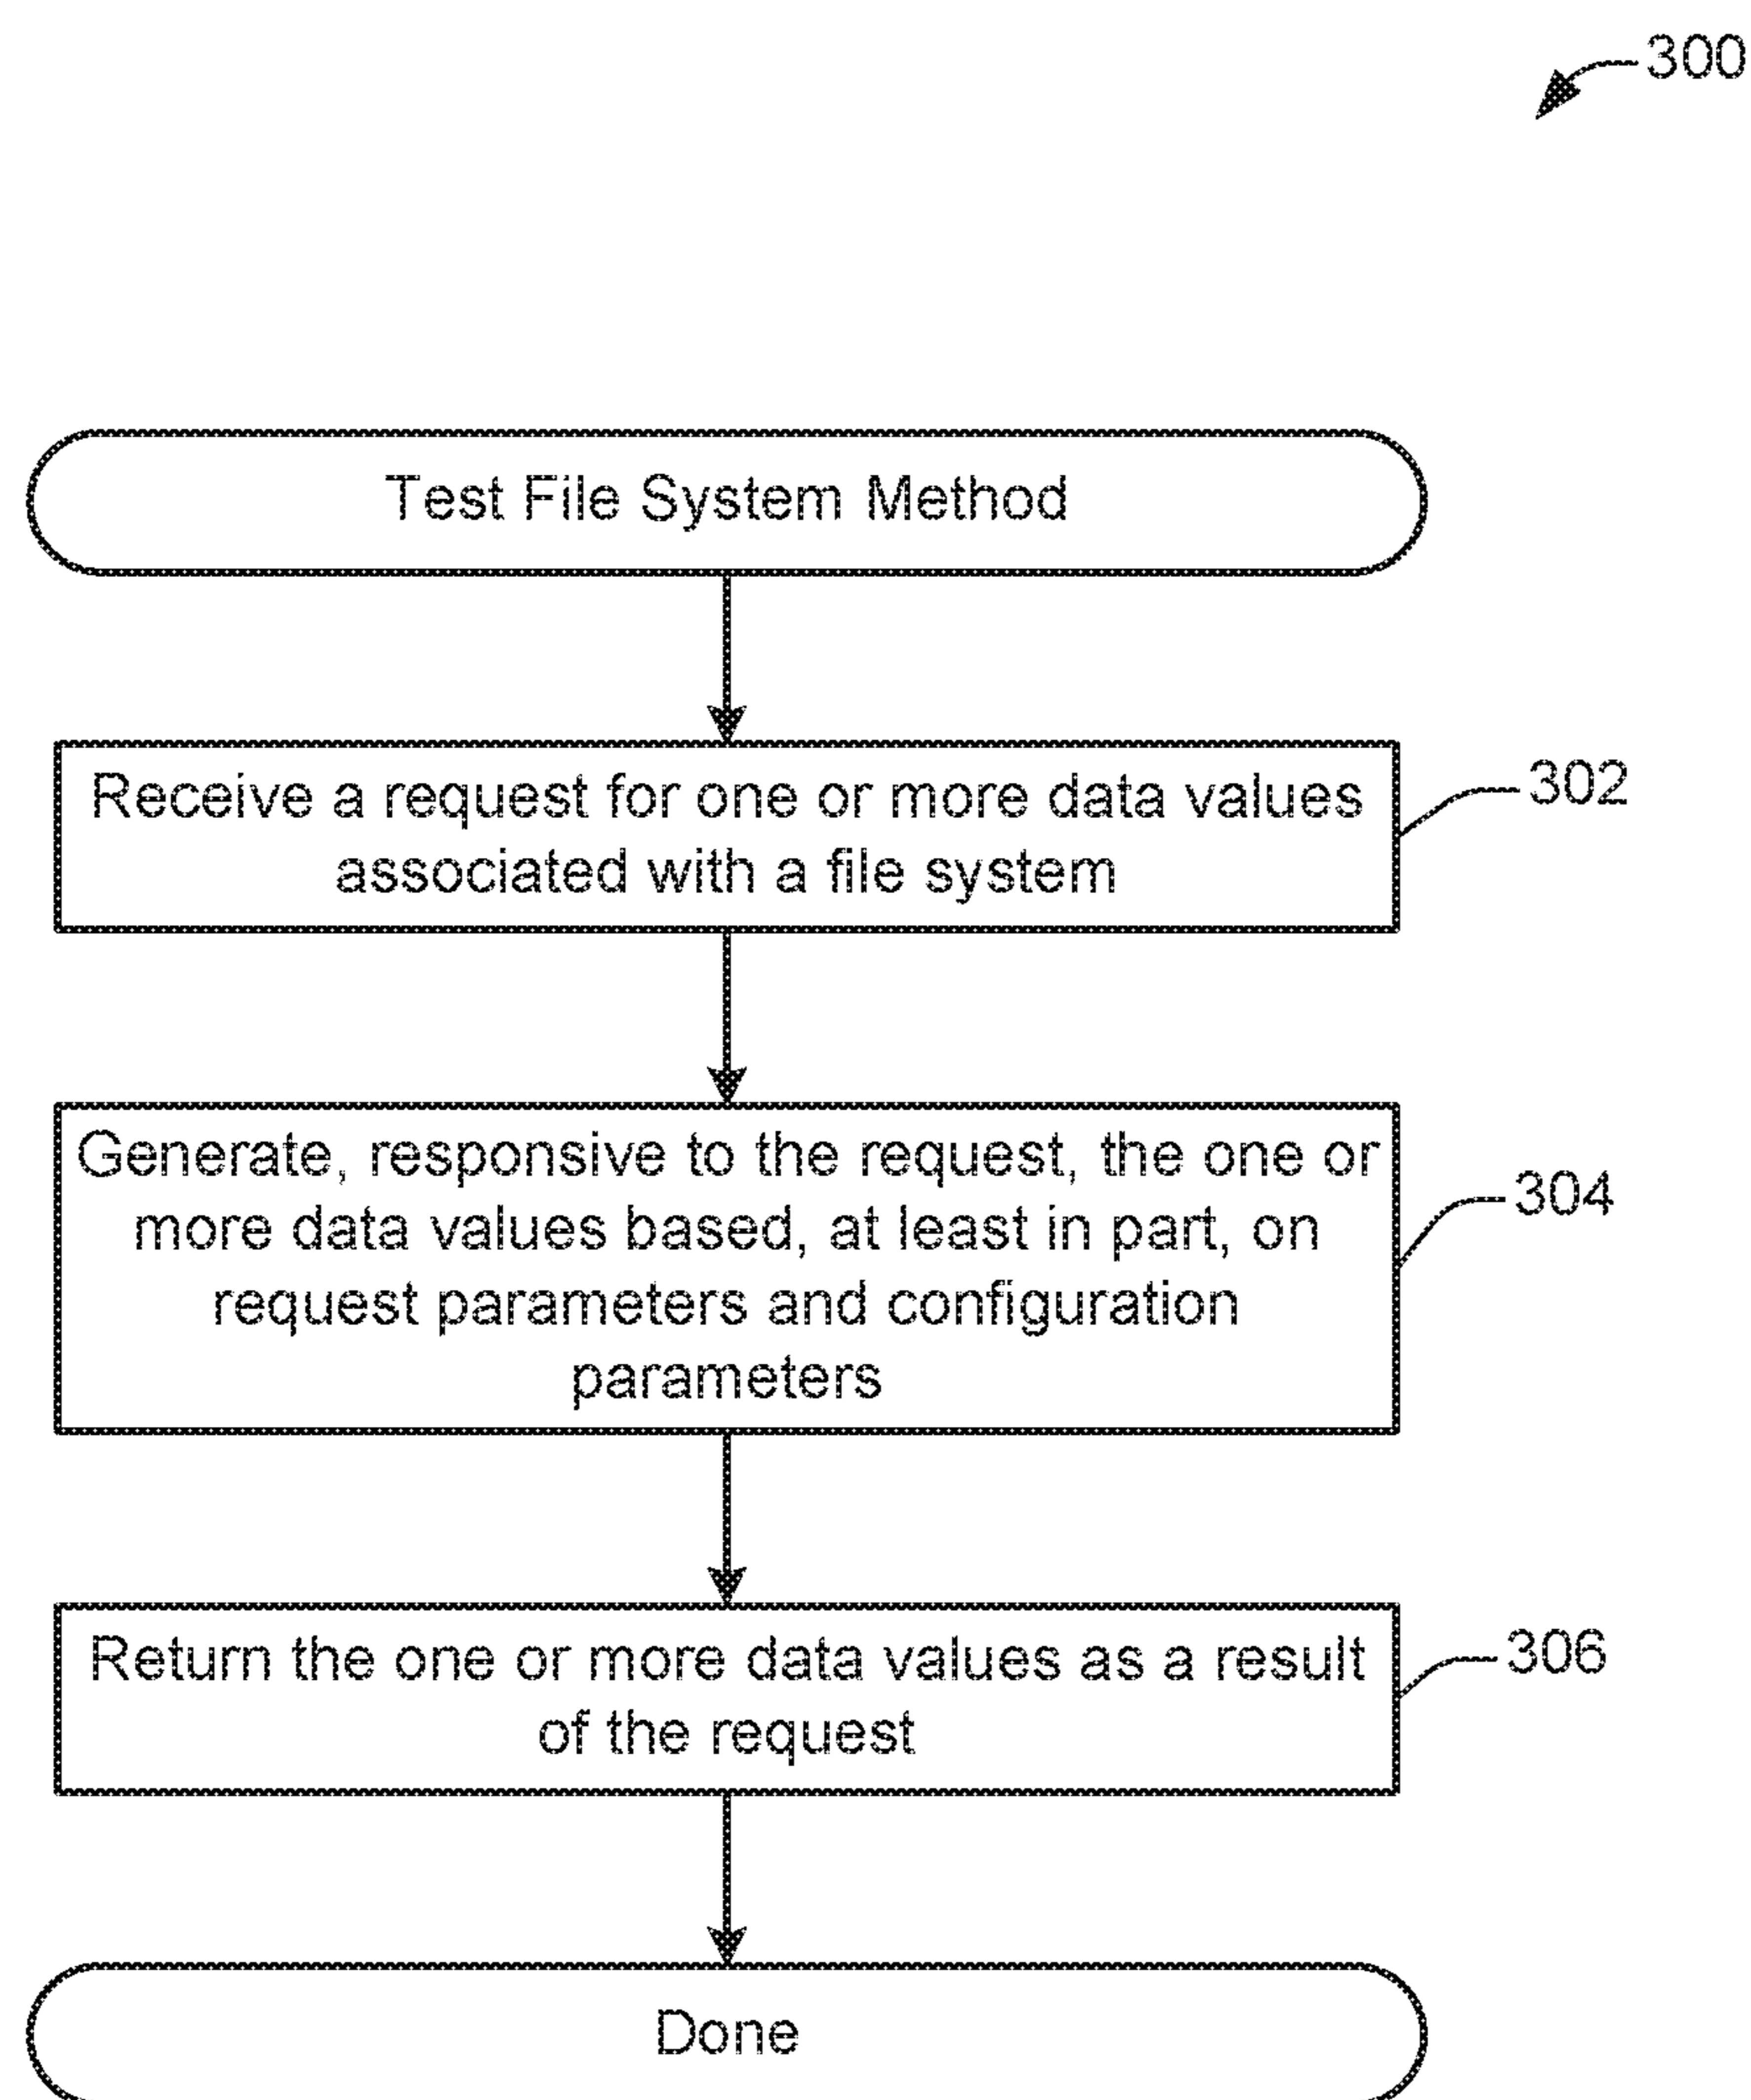 300
Test File System Method
Receive a request for one or more data values
associated with a file system
302
Generate, responsive to the request, the one or
more data values based, at least in part, on
request parameters and configuration
parameters
304
Return the one or more data values as a result
of the request
306
Done